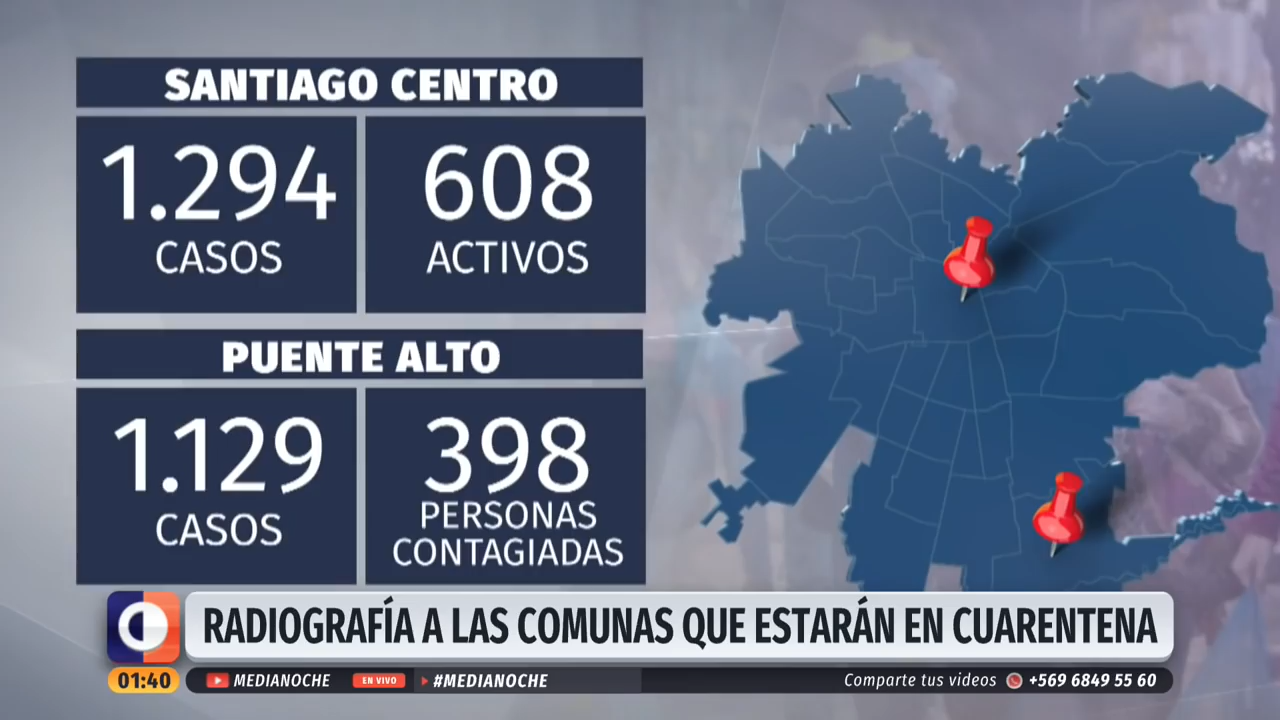 SANTIAGO CENTRO
1.294
CASOS
608
ACTIVOS
PUENTE ALTO
1.129
CASOS
398
PERSONAS
CONTAGIADAS
RADIOGRAFÍA A LAS COMUNAS QUE ESTARÁN EN CUARENTENA
01:40 MEDIANOCHE EN VIVO #MEDIANOCHE Comparte tus videos +569 6849 55 60